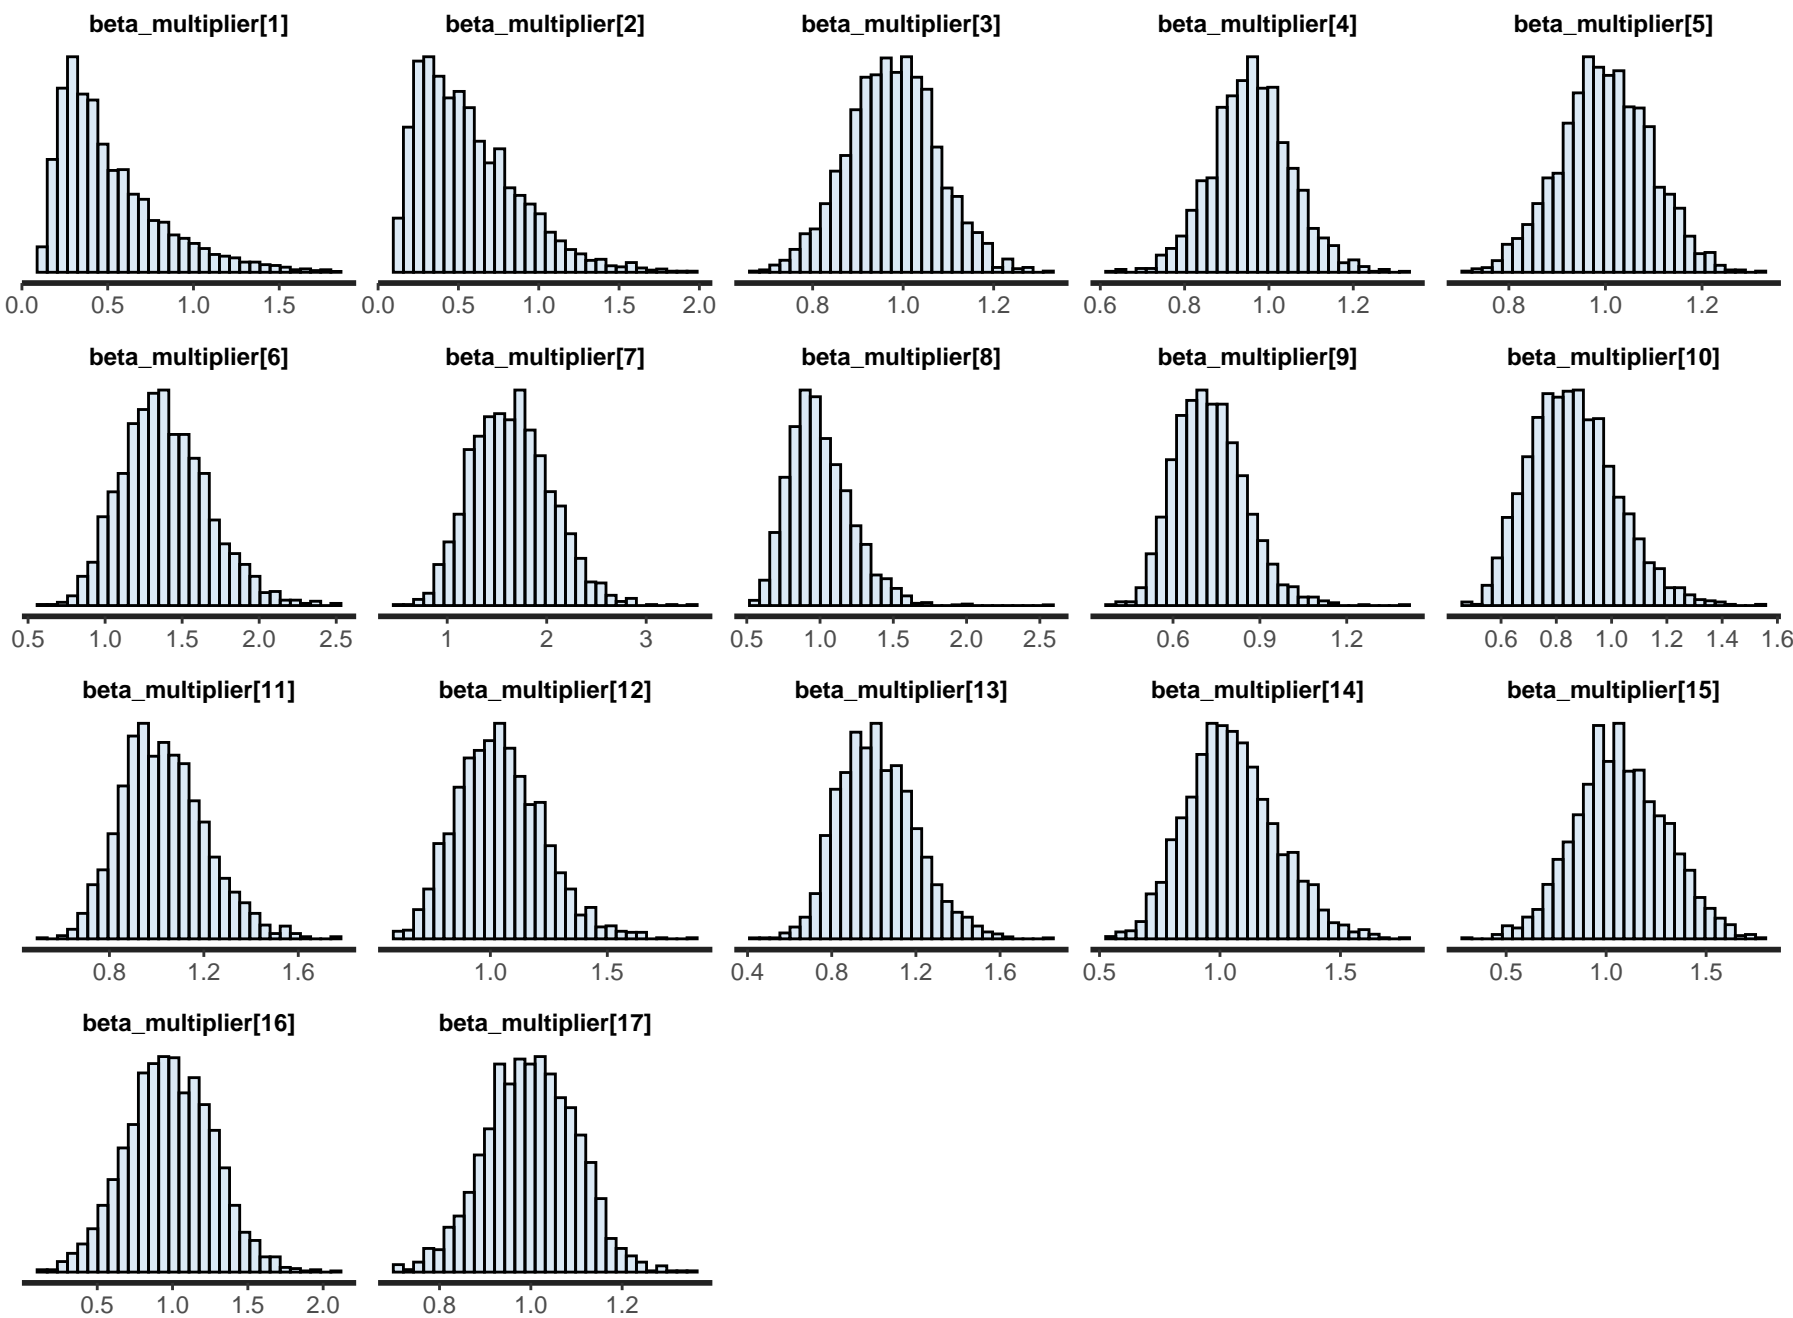 beta_multiplier[1] beta_multiplier[2] beta_multiplier[3] beta_multiplier[4] beta_multiplier[5]
0.0 0.5 1.0 1.5 0.0 0.5 1.0 1.5 2.0 0.8 1.0 1.2 0.6 0.8 1.0 1.2 0.8 1.0 1.2
beta_multiplier[6] beta_multiplier[7] beta_multiplier[8] beta_multiplier[9] beta_multiplier[10]
0.5 1.0 1.5 2.0 2.5 1 2 3 0.5 1.0 1.5 2.0 2.5 0.6 0.9 1.2 0.6 0.8 1.0 1.2 1.4 1.6
beta_multiplier[11] beta_multiplier[12] beta_multiplier[13] beta_multiplier[14] beta_multiplier[15]
0.8 1.2 1.6 1.0 1.5 0.4 0.8 1.2 1.6 0.5 1.0 1.5 0.5 1.0 1.5
beta_multiplier[16] beta_multiplier[17]
0.5 1.0 1.5 2.0 0.8 1.0 1.2